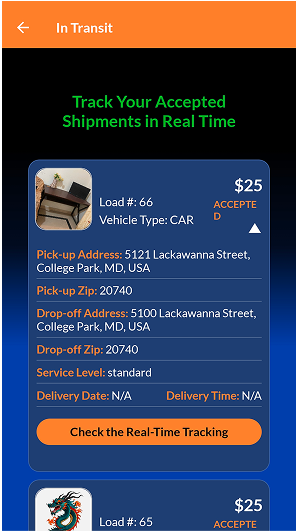 In Transit
Track Your Accepted
Shipments in Real Time
$25
Load #: 66
ACCEPTE
D
Vehicle Type: CAR
Pick-up Address: 5121 Lackawanna Street,
College Park, MD, USA
Pick-up Zip: 20740
Drop-off Address: 5100 Lackawanna Street,
College Park, MD, USA
Drop-off Zip: 20740
Service Level: standard
Delivery Date: N/A Delivery Time: N/A
Check the Real-Time Tracking
$25
Load #: 65
ACCEPTE